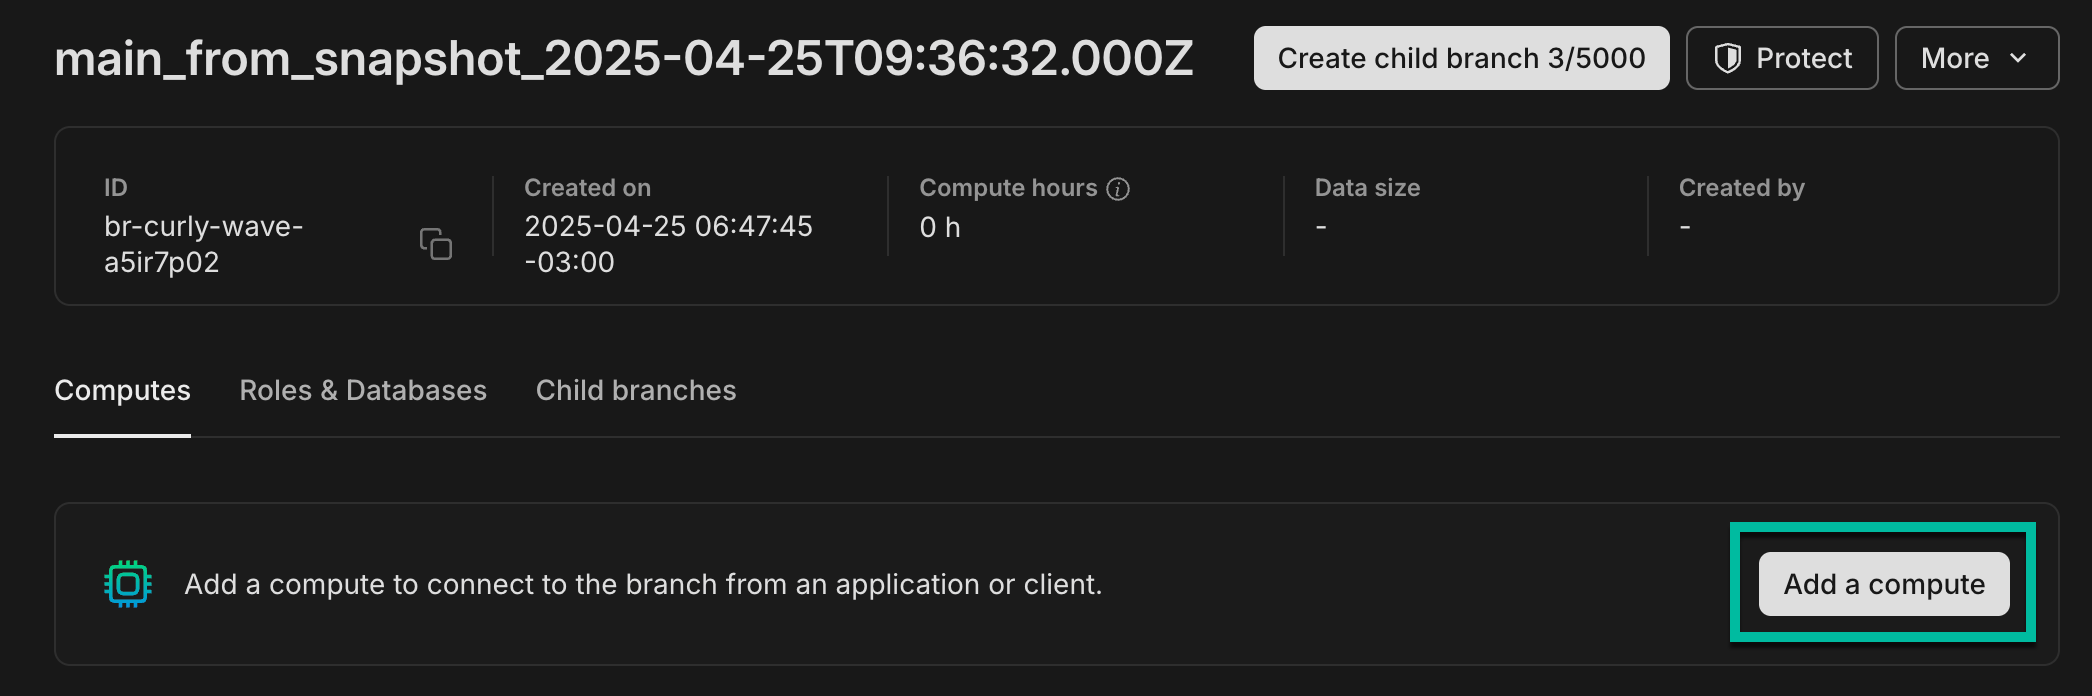 main_from_snapshot_2025-04-25T09:36:32.000Z
Create child branch 3/5000
Protect
More
ID
br-curly-wave-
a5ir7p02
Created on
2025-04-25 06:47:45
-03:00
Compute hours
0 h
Data size
-
Created by
-
Computes
Roles & Databases
Child branches
Add a compute to connect to the branch from an application or client.
Add a compute